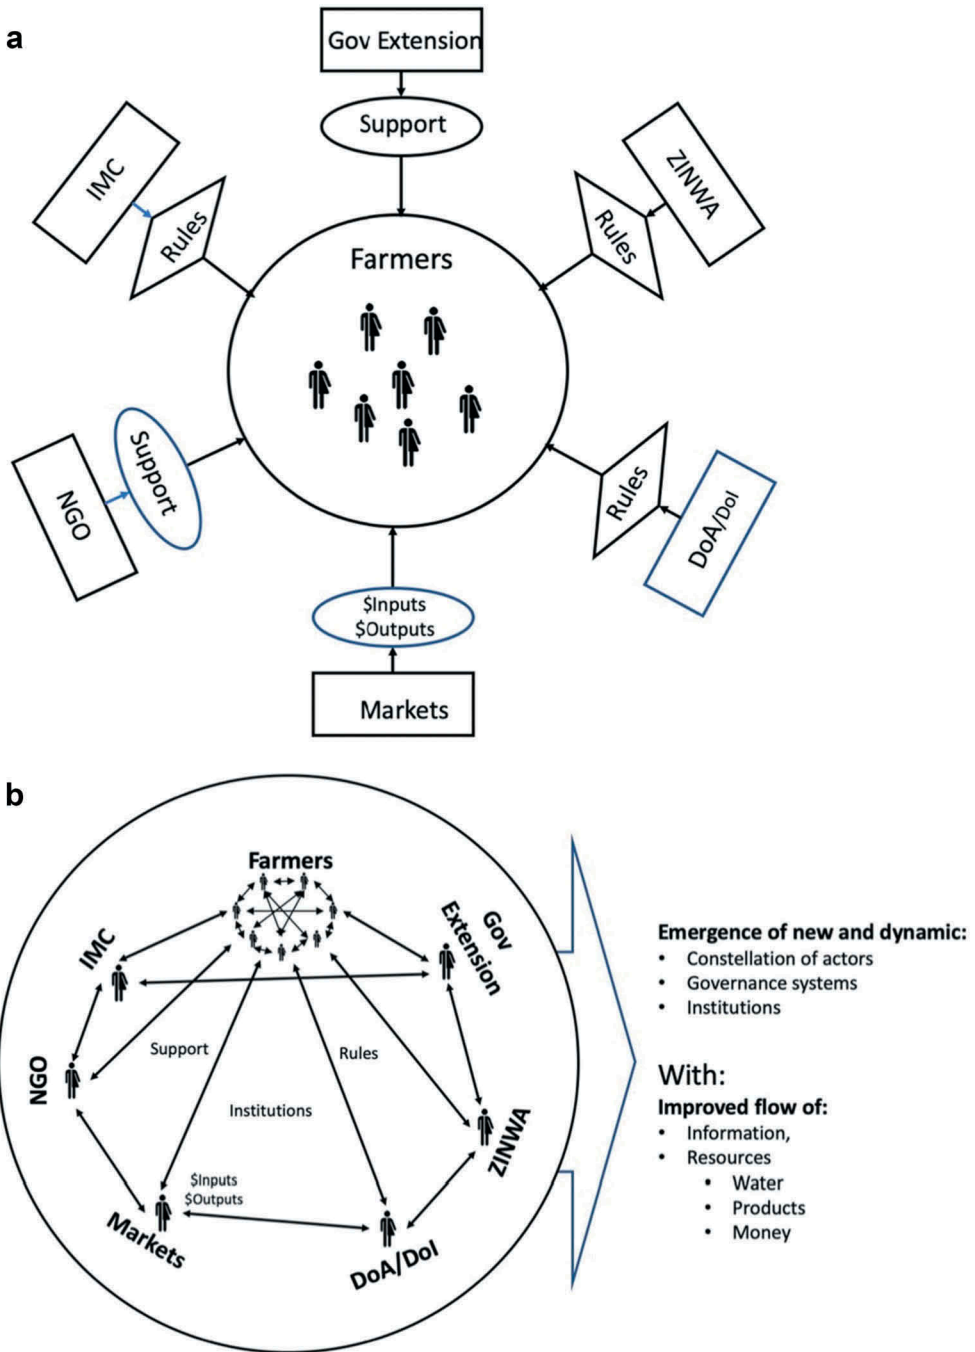 a
Gov Extension
Support
IMC
Rules
ZINWA
Rules
Farmers
NGO
Support
Rules
DoA/DoI
$Inputs
$Outputs
Markets
b
Farmers
IMC
Gov
Extension
NGO
Support
Rules
Institutions
ZINWA
$Inputs
$Outputs
Markets
DoA/DoI
Emergence of new and dynamic:
• Constellation of actors
• Governance systems
• Institutions
With:
Improved flow of:
• Information,
• Resources
• Water
• Products
• Money